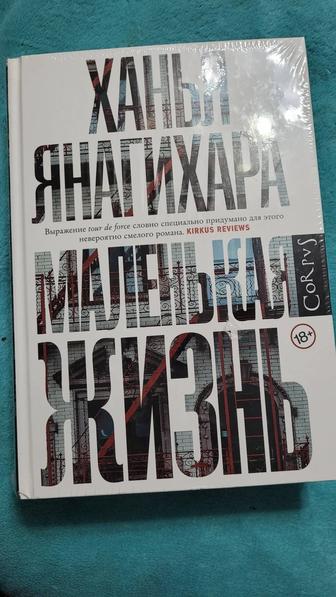 ХАНЬЯ
ЯНАГИХАРА
Выражение tour de force словно специально придумано для этого
невероятно смелого романа. KIRKUS REVIEWS
МАЛЕНЬКАЯ
CORPVS
18+
ЖИЗНЬ